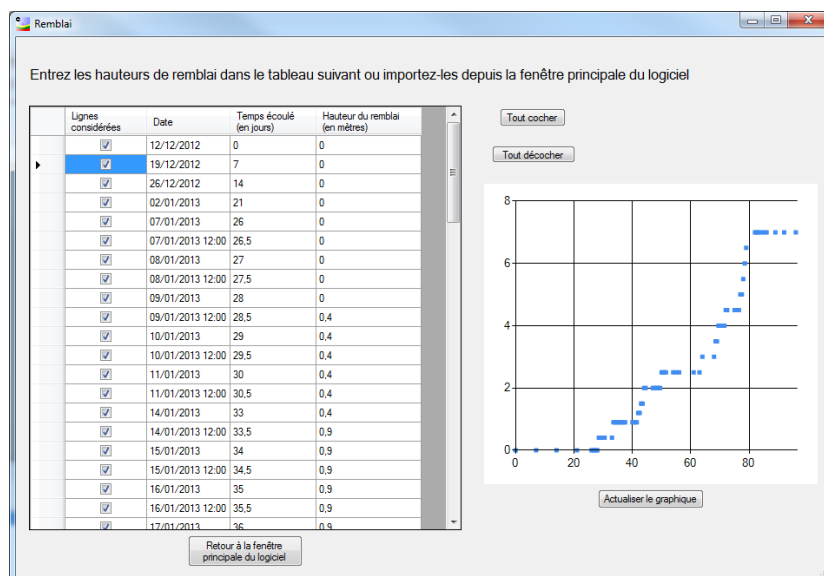 Remblai
Entrez les hauteurs de remblai dans le tableau suivant ou importez-les depuis la fenêtre principale du logiciel
Lignes considérées Date Temps écoulé (en jours) Hauteur du remblai (en mètres)
12/12/2012 0 0
19/12/2012 7 0
26/12/2012 14 0
02/01/2013 21 0
07/01/2013 26 0
07/01/2013 12:00 26,5 0
08/01/2013 27 0
08/01/2013 12:00 27,5 0
09/01/2013 28 0
09/01/2013 12:00 28,5 0,4
10/01/2013 29 0,4
10/01/2013 12:00 29,5 0,4
11/01/2013 30 0,4
11/01/2013 12:00 30,5 0,4
14/01/2013 33 0,4
14/01/2013 12:00 33,5 0,9
15/01/2013 34 0,9
15/01/2013 12:00 34,5 0,9
16/01/2013 35 0,9
16/01/2013 12:00 35,5 0,9
17/01/2013 36 0,9
Retour à la fenêtre
principale du logiciel
Tout cocher
Tout décocher
8
6
4
2
0
0 20 40 60 80
Actualiser le graphique